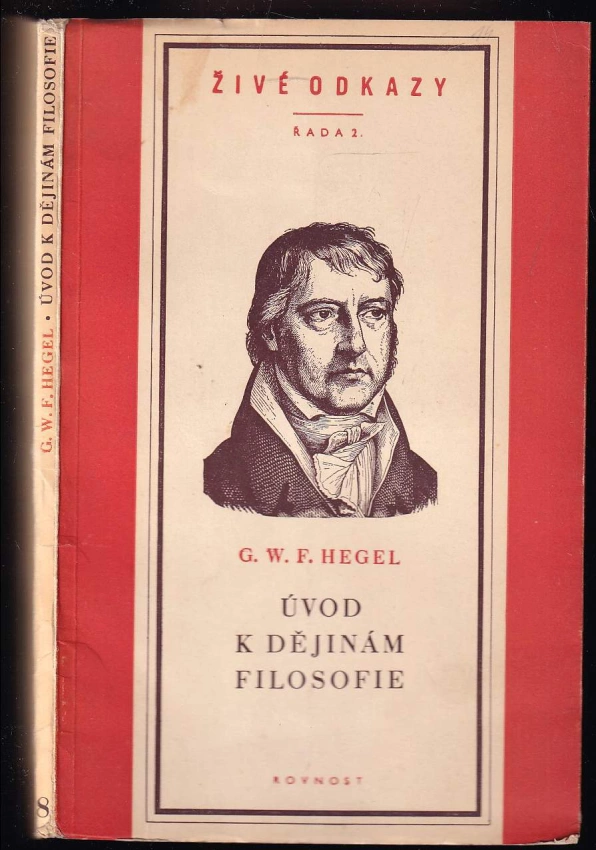 ŽIVÉ ODKAZY
ŘADA 2.
G. W. F. HEGEL
ÚVOD
K DĚJINÁM
FILOSOFIE
ROVNOST
G. W. F. HEGEL • ÚVOD K DĚJINÁM FILOSOFIE
8